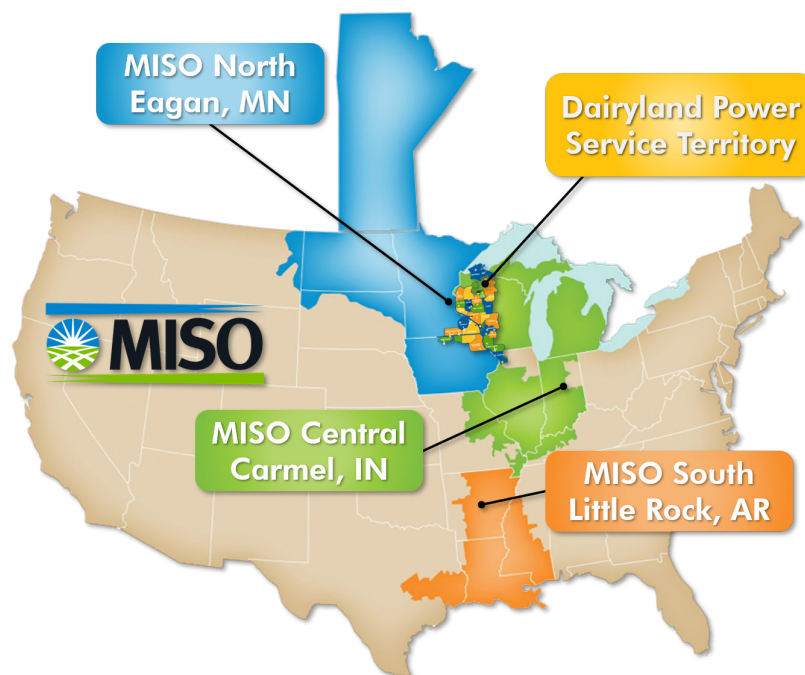 MISO North
Eagan, MN
Dairyland Power
Service Territory
MISO
MISO Central
Carmel, IN
MISO South
Little Rock, AR